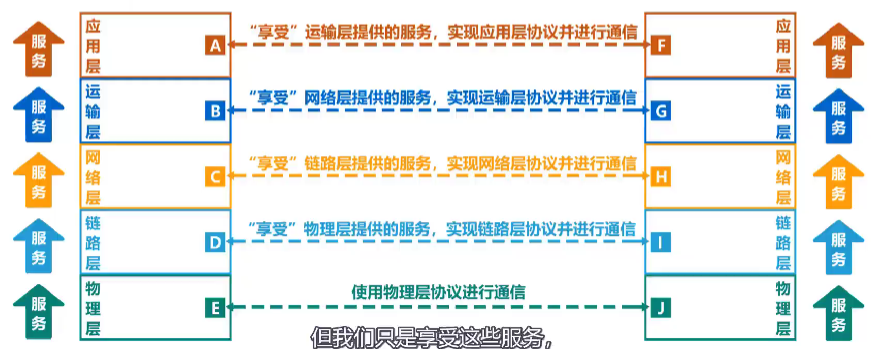 服务 应用层 A “享受”运输层提供的服务，实现应用层协议并进行通信 F 应用层 服务
服务 运输层 B “享受”网络层提供的服务，实现运输层协议并进行通信 G 运输层 服务
服务 网络层 C “享受”链路层提供的服务，实现网络层协议并进行通信 H 网络层 服务
服务 链路层 D “享受”物理层提供的服务，实现链路层协议并进行通信 I 链路层 服务
服务 物理层 E 使用物理层协议进行通信 J 物理层 服务
但我们只是享受这些服务，